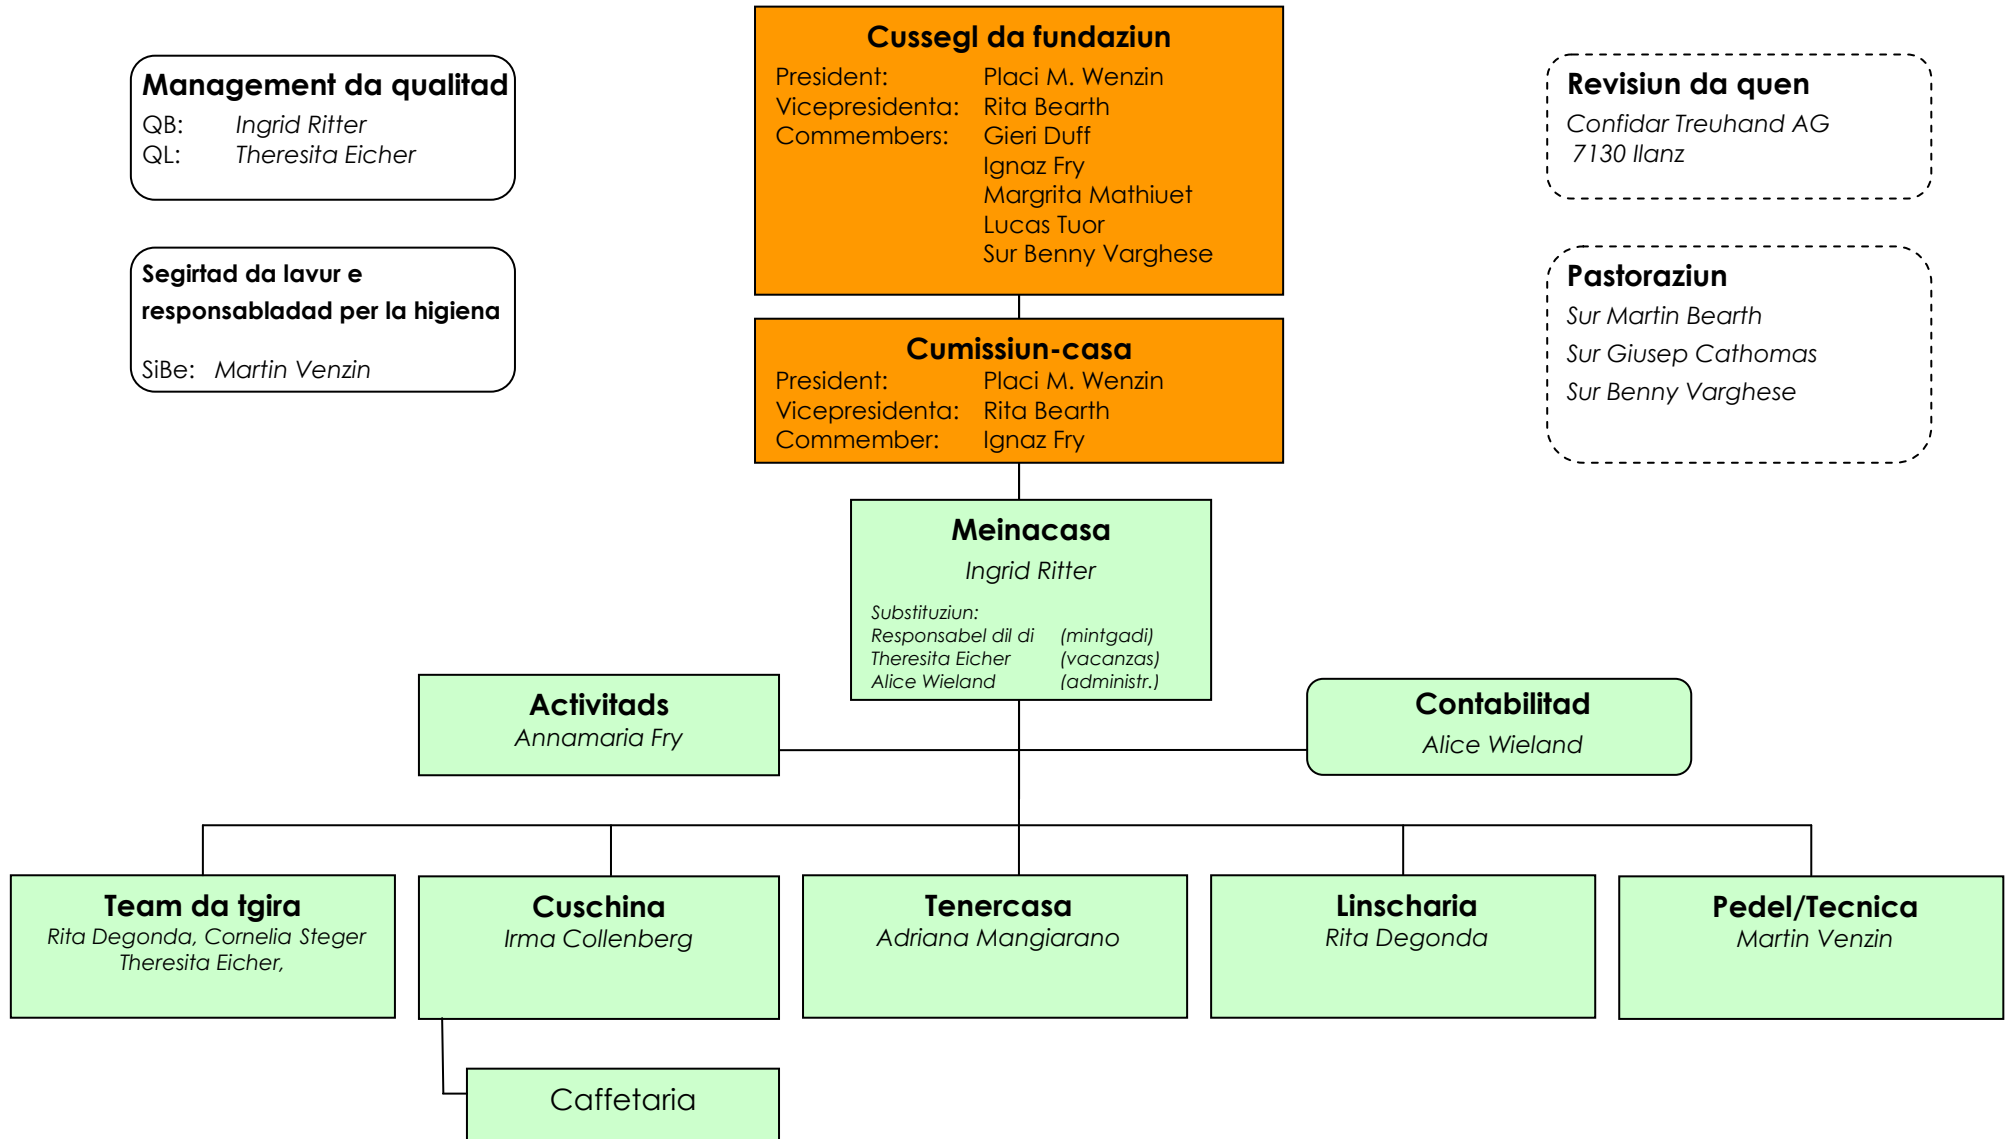 Cussegl da fundaziun
President: Placi M. Wenzin
Vicepresidenta: Rita Bearth
Commembers: Gieri Duff
Ignaz Fry
Margrita Mathiuet
Lucas Tuor
Sur Benny Varghese
Management da qualitad
QB: Ingrid Ritter
QL: Theresita Eicher
Revisiun da quen
Confidar Treuhand AG
7130 Ilanz
Segirtad da lavur e
responsabladad per la higiena
SiBe: Martin Venzin
Pastoraziun
Sur Martin Bearth
Sur Giusep Cathomas
Sur Benny Varghese
Cumissiun-casa
President: Placi M. Wenzin
Vicepresidenta: Rita Bearth
Commember: Ignaz Fry
Meinacasa
Ingrid Ritter
Substituziun:
Responsabel dil di (mintgadi)
Theresita Eicher (vacanzas)
Alice Wieland (administr.)
Activitads
Annamaria Fry
Contabilitad
Alice Wieland
Team da tgira
Rita Degonda, Cornelia Steger
Theresita Eicher,
Cuschina
Irma Collenberg
Tenercasa
Adriana Mangiarano
Linscharia
Rita Degonda
Pedel/Tecnica
Martin Venzin
Caffetaria